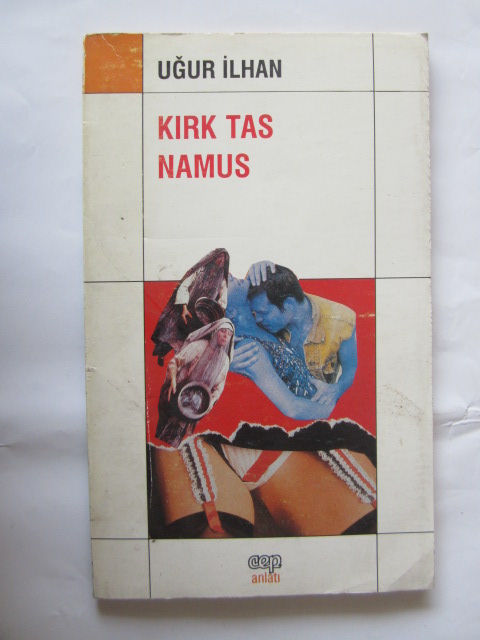 UĞUR İLHAN
KIRK TAS
NAMUS
cep
anlatı